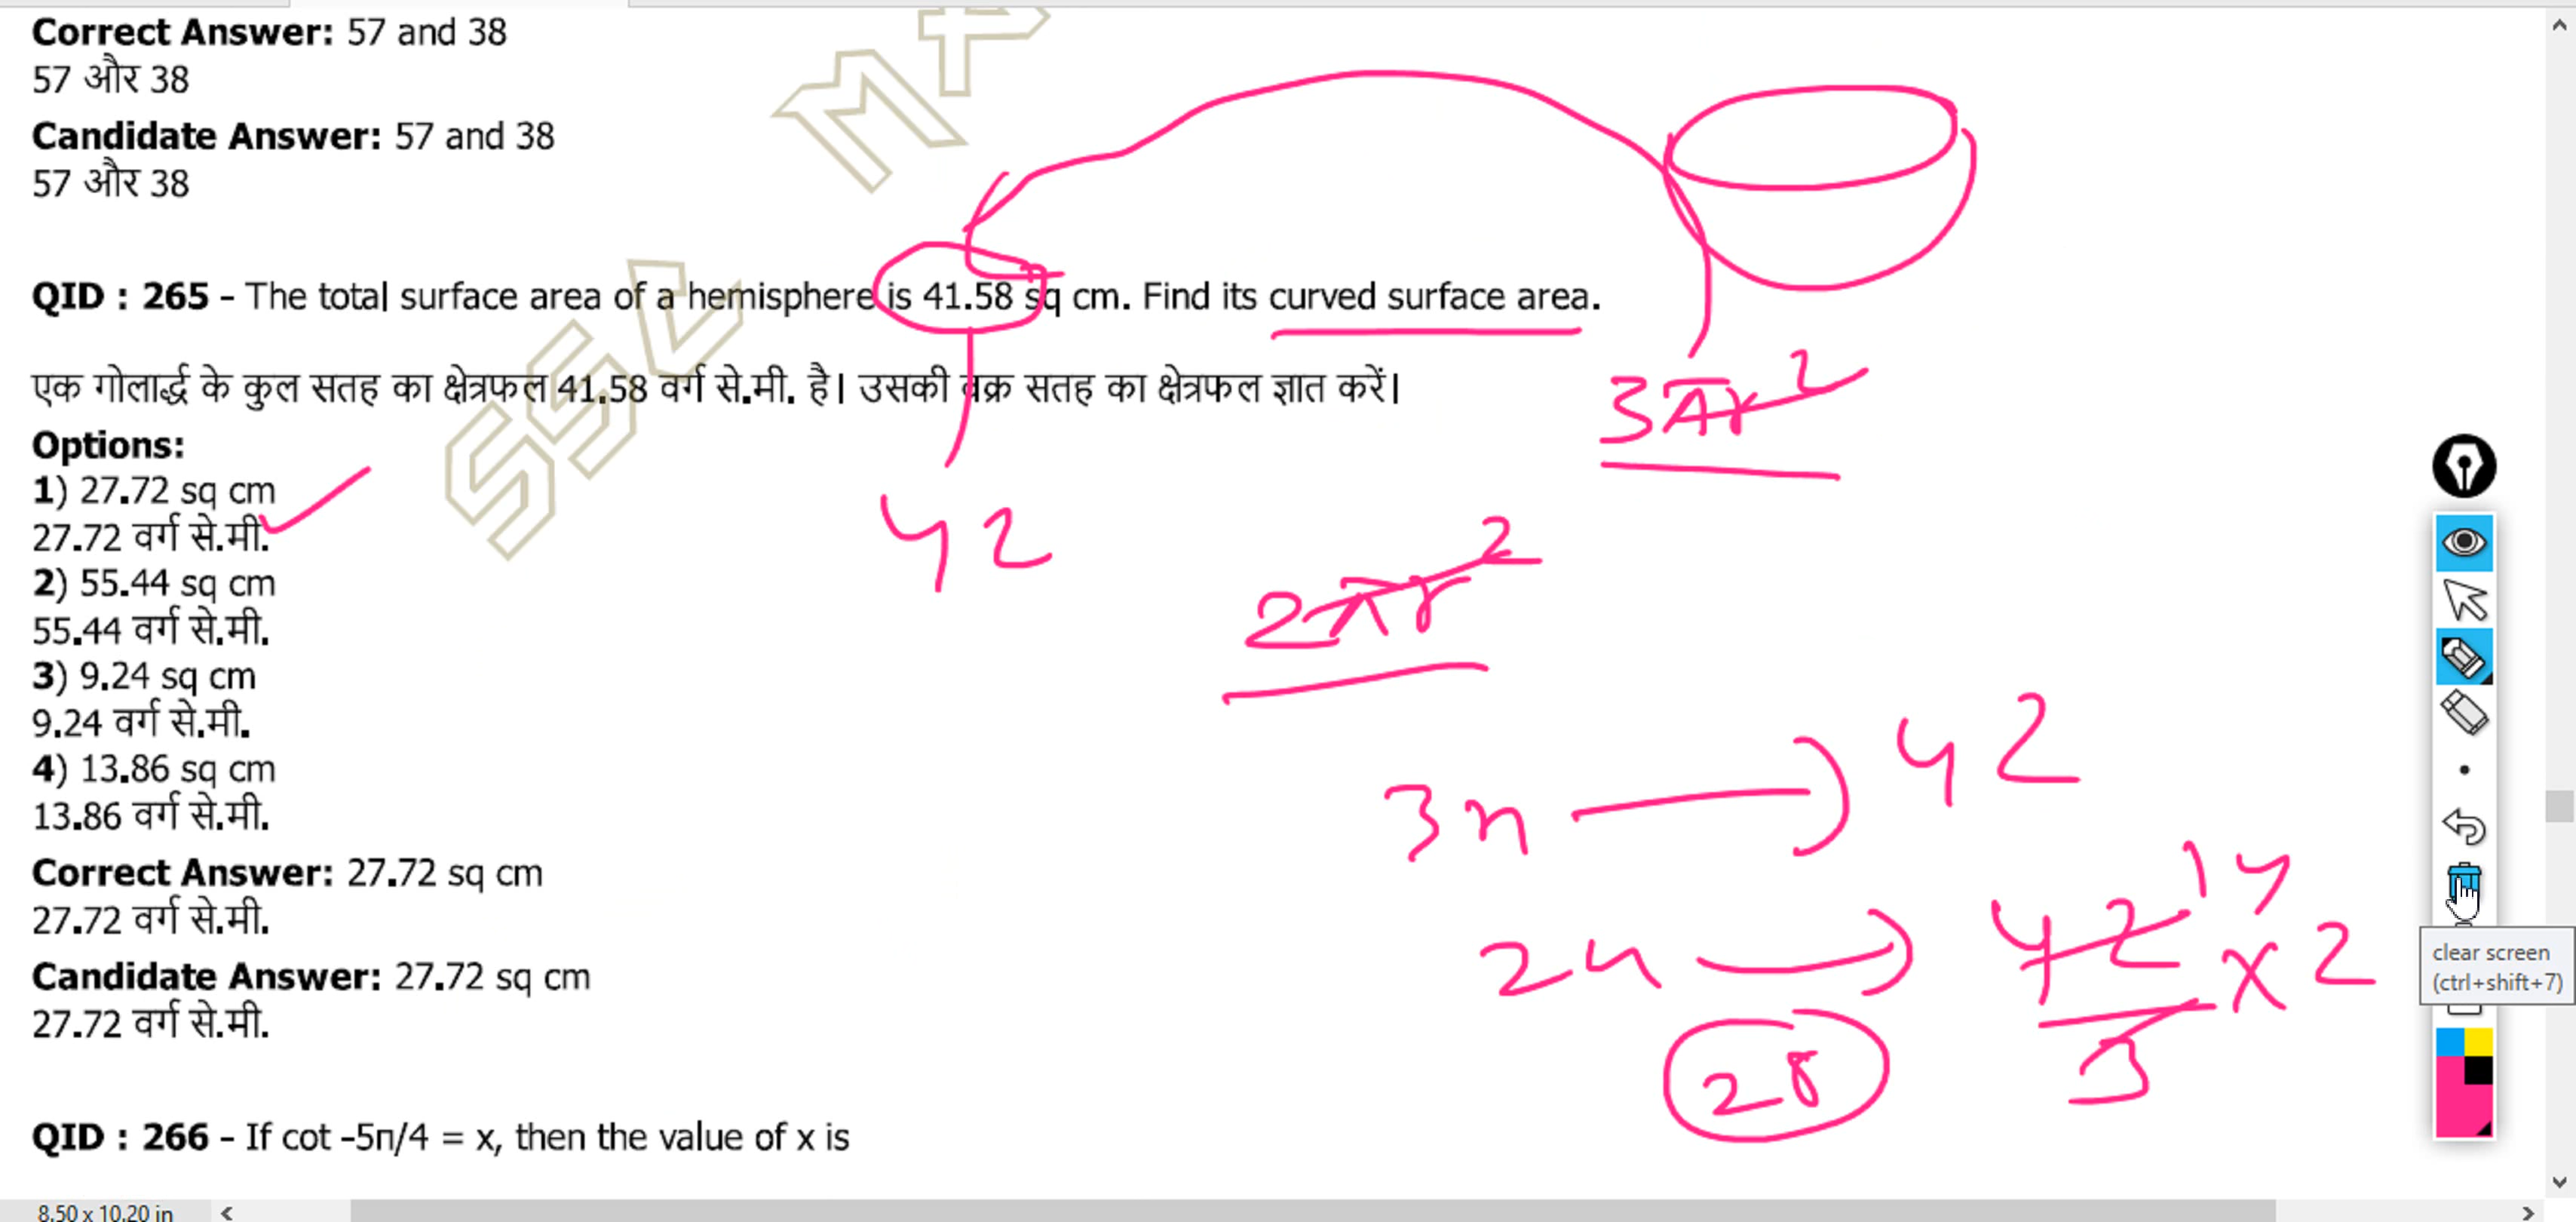 Correct Answer: 57 and 38
57 और 38
Candidate Answer: 57 and 38
57 और 38
QID : 265 - The total surface area of a hemisphere is 41.58 sq cm. Find its curved surface area.
एक गोलार्द्ध के कुल सतह का क्षेत्रफल 41.58 वर्ग से.मी. है। उसकी वक्र सतह का क्षेत्रफल ज्ञात करें।
Options:
1) 27.72 sq cm
27.72 वर्ग से.मी.
2) 55.44 sq cm
55.44 वर्ग से.मी.
3) 9.24 sq cm
9.24 वर्ग से.मी.
4) 13.86 sq cm
13.86 वर्ग से.मी.
Correct Answer: 27.72 sq cm
27.72 वर्ग से.मी.
Candidate Answer: 27.72 sq cm
27.72 वर्ग से.मी.
QID : 266 - If cot -5π/4 = x, then the value of x is
SSC
3πr²
42
2πr²
42
14
42 x 2
3
28
clear screen
(ctrl+shift+7)
8.50 x 10.20 in